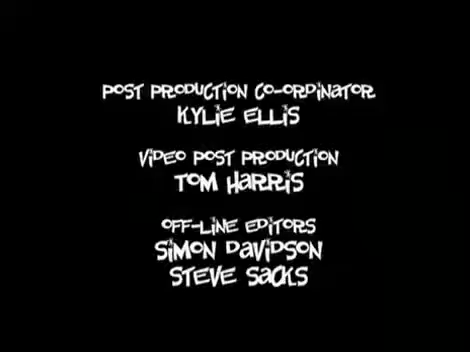 POST PRODUCTION CO-ORDINATOR
KYLIE ELLIS
VIDEO POST PRODUCTION
TOM HARRIS
OFF-LINE EDITORS
SIMON DAVIDSON
STEVE SACKS